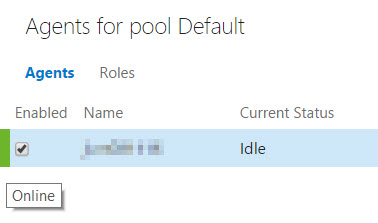 Agents for pool Default
Agents Roles
Enabled Name Current Status
Idle
Online